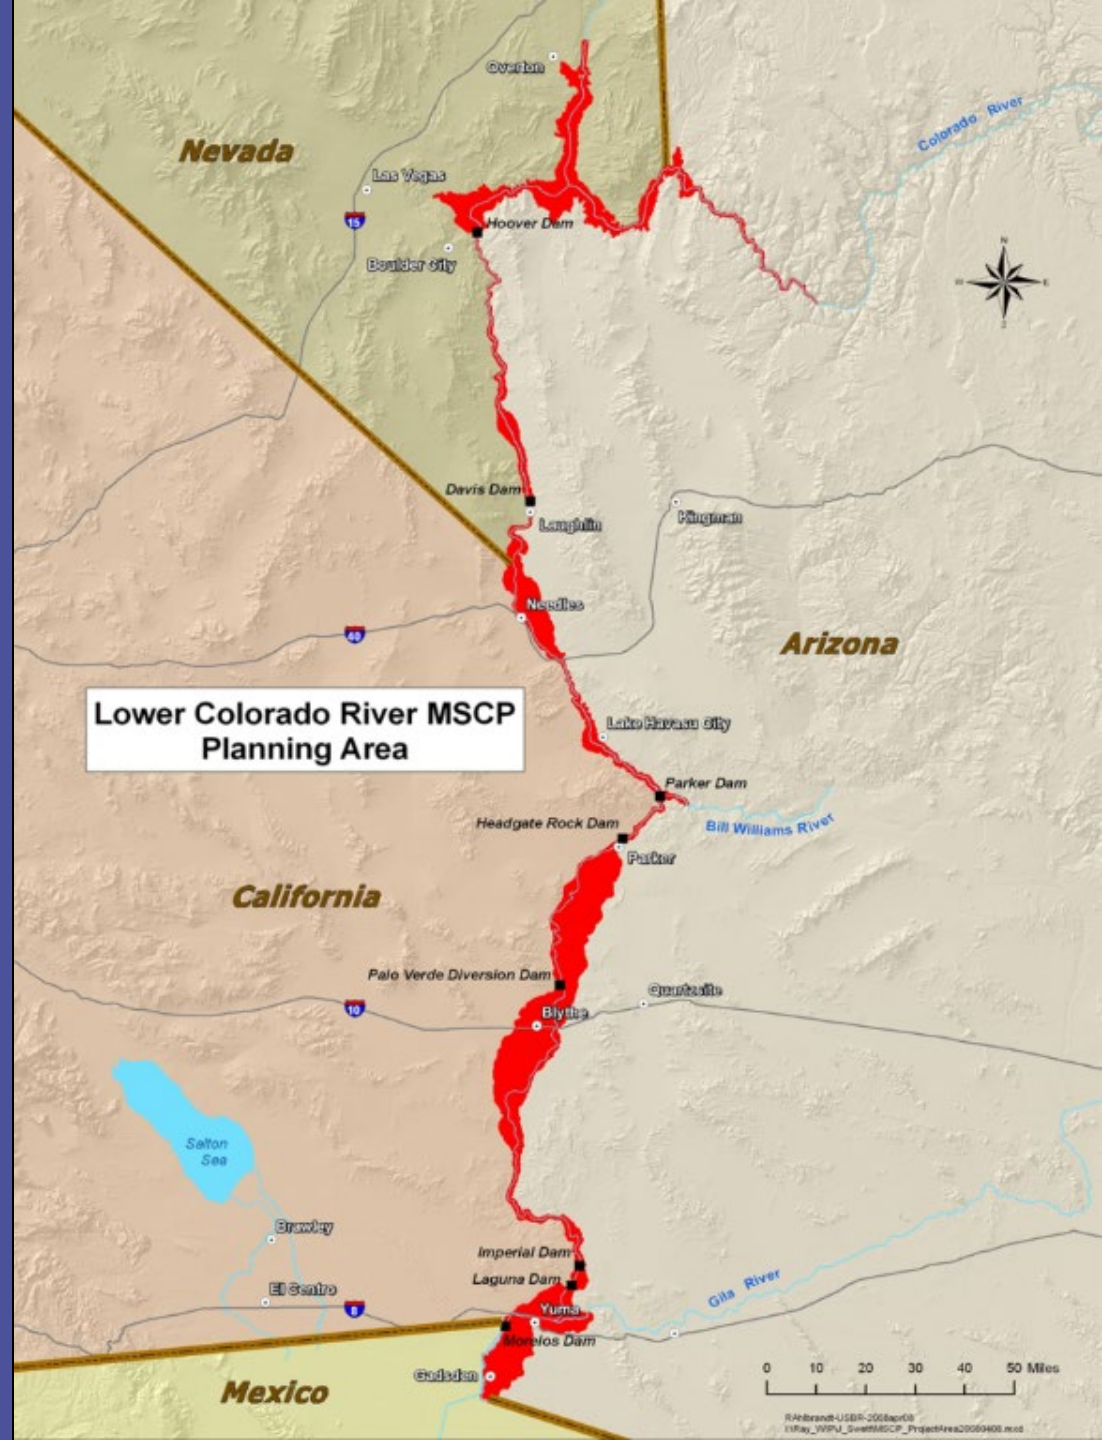 Overton
Colorado River
Nevada
Las Vegas
15
Hoover Dam
Boulder City
N
W
E
Davis Dam
Laughlin
Kingman
Needles
40
Arizona
Lower Colorado River MSCP
Planning Area
Lake Havasu City
Parker Dam
Headgate Rock Dam
Bill Williams River
Parker
California
Palo Verde Diversion Dam
Quartzsite
10
Blythe
Salton
Sea
Brawley
Imperial Dam
Laguna Dam
El Centro
Gila River
8
Yuma
Morelos Dam
Gadsden
Mexico
0 10 20 30 40 50 Miles